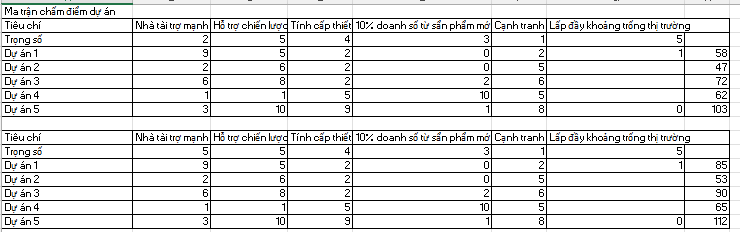 Ma trận chấm điểm dự án
Tiêu chí Nhà tài trợ mạnh Hỗ trợ chiến lược Tính cấp thiết 10% doanh số từ sản phẩm mớ Cạnh tranh Lấp đầy khoảng trống thị trường
Trọng số 2 5 4 3 1 5
Dự án 1 9 5 2 0 2 1 58
Dự án 2 2 6 2 0 5 47
Dự án 3 6 8 2 2 6 72
Dự án 4 1 1 5 10 5 62
Dự án 5 3 10 9 1 8 0 103
Tiêu chí Nhà tài trợ mạnh Hỗ trợ chiến lược Tính cấp thiết 10% doanh số từ sản phẩm mớ Cạnh tranh Lấp đầy khoảng trống thị trường
Trọng số 5 5 4 3 1 5
Dự án 1 9 5 2 0 2 1 85
Dự án 2 2 6 2 0 5 53
Dự án 3 6 8 2 2 6 90
Dự án 4 1 1 5 10 5 65
Dự án 5 3 10 9 1 8 0 112